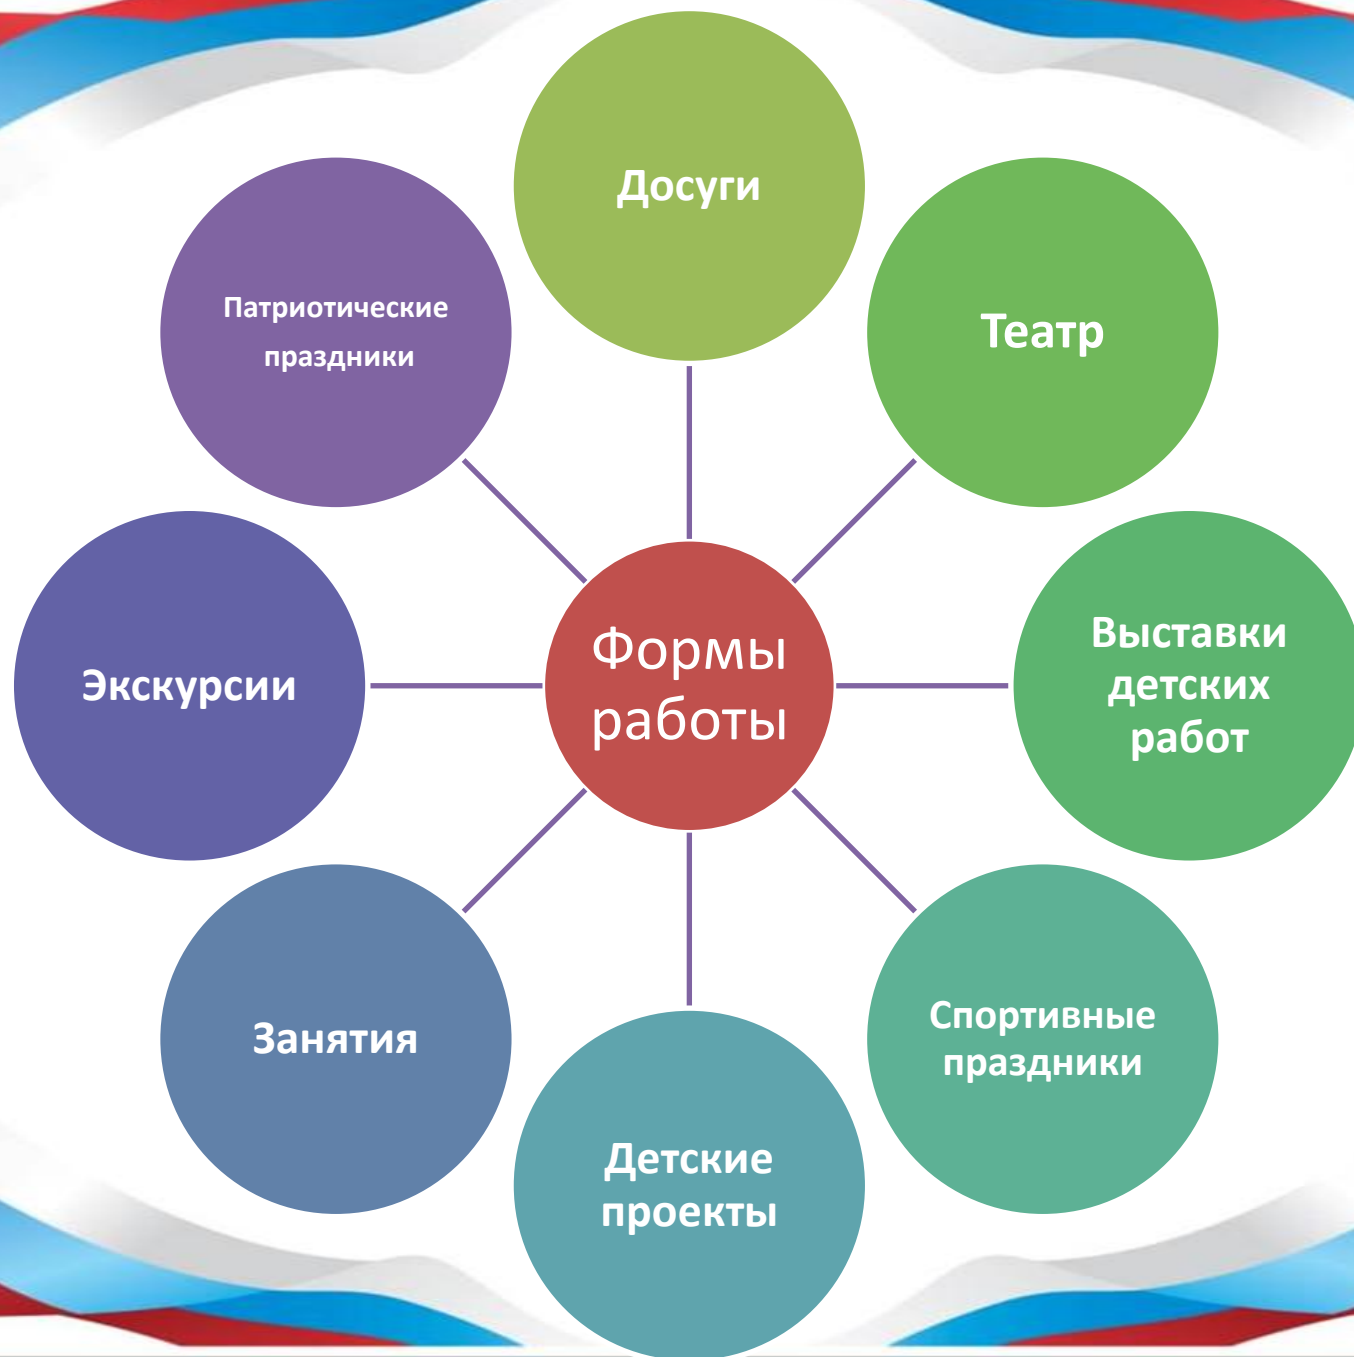 Досуги
Патриотические
праздники
Театр
Формы
работы
Экскурсии
Выставки
детских
работ
Занятия
Спортивные
праздники
Детские
проекты